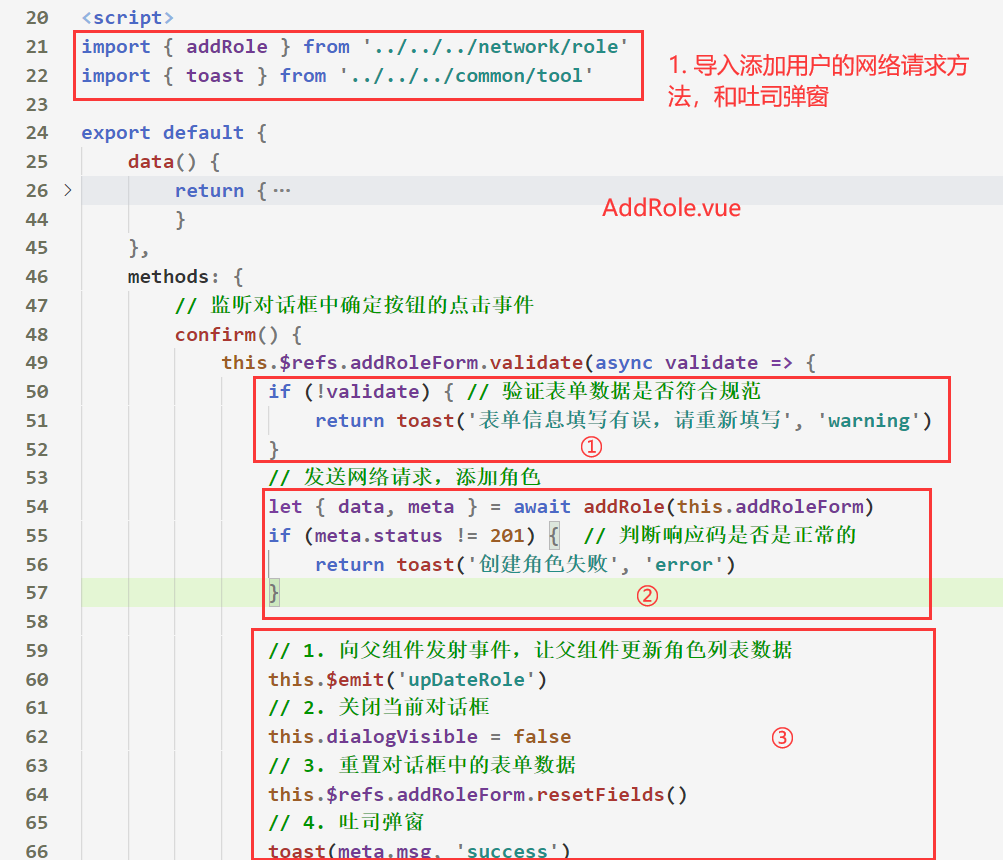 20 <script>
21 import { addRole } from '../../../network/role'
22 import { toast } from '../../../common/tool'
1. 导入添加用户的网络请求方
法，和吐司弹窗
23
24 export default {
25 data() {
26 return { ···
AddRole.vue
44 }
45 },
46 methods: {
47 // 监听对话框中确定按钮的点击事件
48 confirm() {
49 this.$refs.addRoleForm.validate(async validate => {
50 if (!validate) { // 验证表单数据是否符合规范
51 return toast('表单信息填写有误，请重新填写', 'warning')
52 }
①
53 // 发送网络请求，添加角色
54 let { data, meta } = await addRole(this.addRoleForm)
55 if (meta.status != 201) { // 判断响应码是否是正常的
56 return toast('创建角色失败', 'error')
57 }
②
58
59 // 1. 向父组件发射事件，让父组件更新角色列表数据
60 this.$emit('upDateRole')
61 // 2. 关闭当前对话框
62 this.dialogVisible = false
③
63 // 3. 重置对话框中的表单数据
64 this.$refs.addRoleForm.resetFields()
65 // 4. 吐司弹窗
66 toast(meta.msg, 'success')